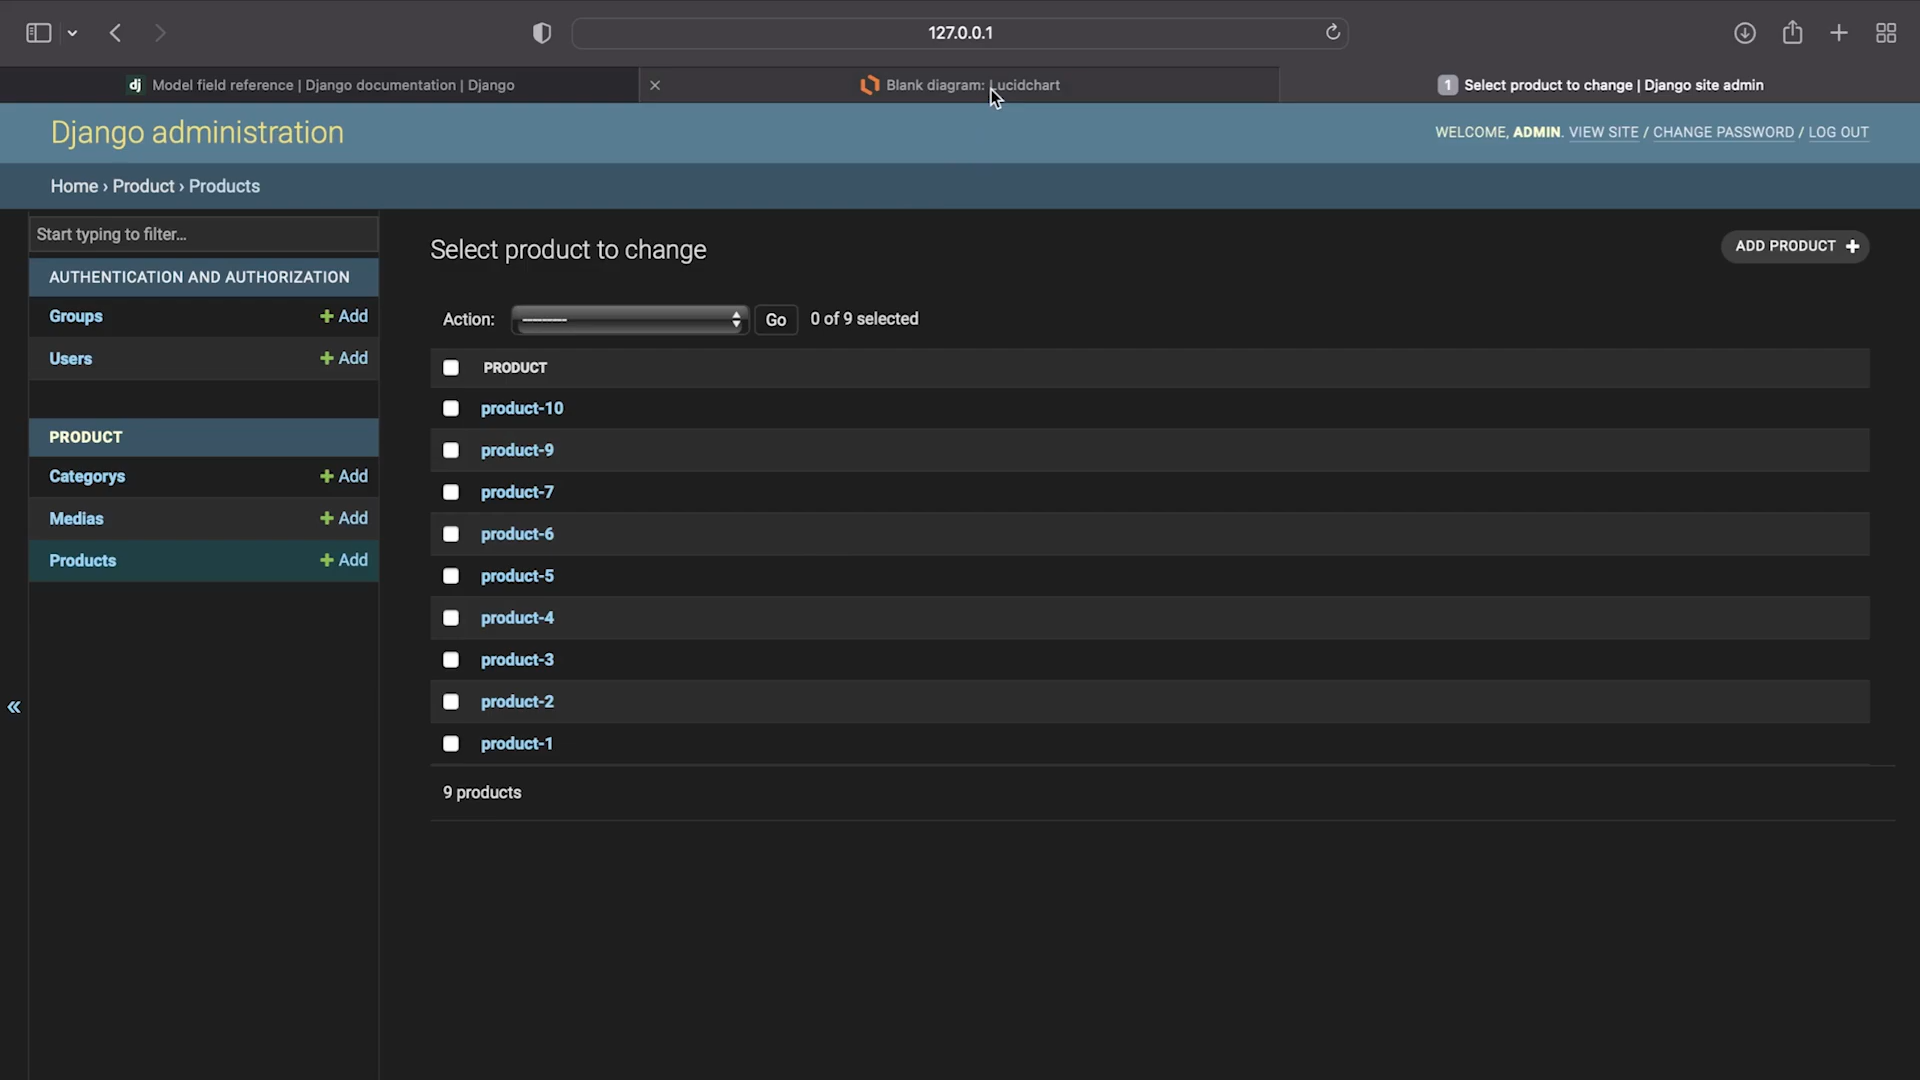 127.0.0.1
dj Model field reference | Django documentation | Django
Blank diagram: Lucidchart
1 Select product to change | Django site admin
Django administration
WELCOME, ADMIN. VIEW SITE / CHANGE PASSWORD / LOG OUT
Home › Product › Products
Start typing to filter...
AUTHENTICATION AND AUTHORIZATION
Groups + Add
Users + Add
PRODUCT
Categorys + Add
Medias + Add
Products + Add
«
Select product to change
ADD PRODUCT +
Action: --------- Go 0 of 9 selected
PRODUCT
product-10
product-9
product-7
product-6
product-5
product-4
product-3
product-2
product-1
9 products